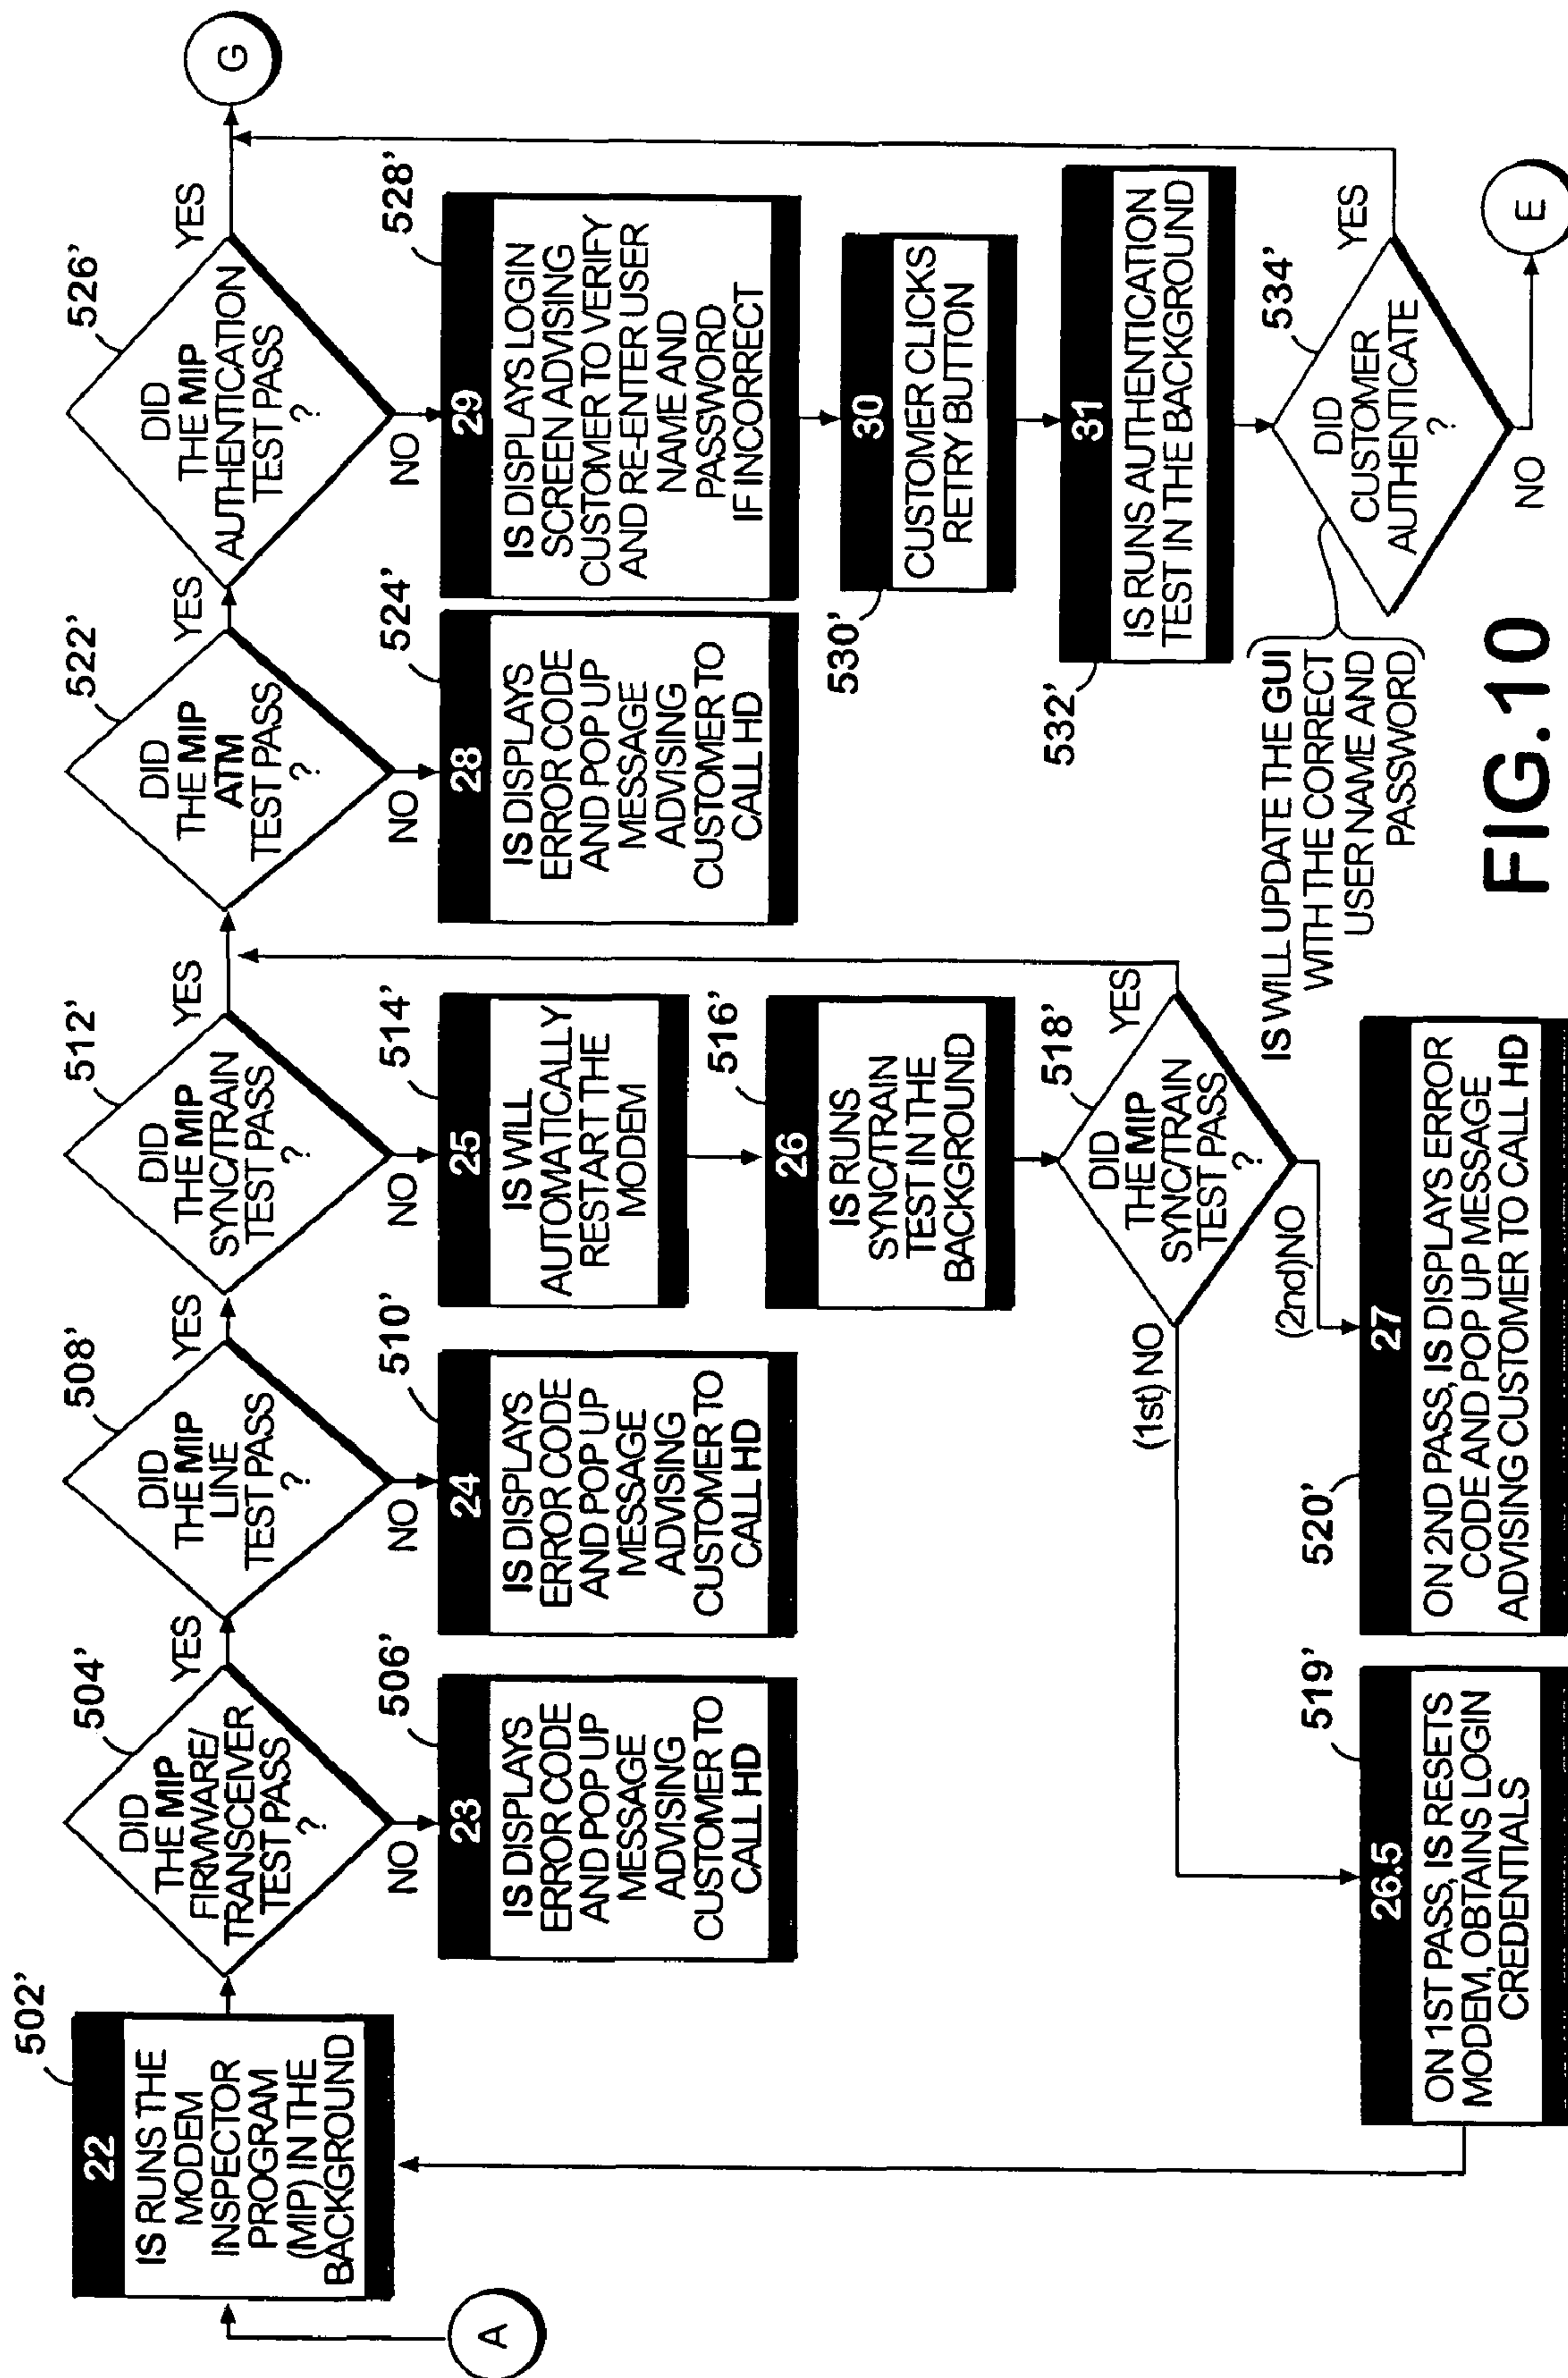 502'
22
IS RUNS THE
MODEM
INSPECTOR
PROGRAM
(MIP) IN THE
BACKGROUND
A
504'
DID
THE MIP
FIRMWARE/
TRANSCEIVER
TEST PASS
?
YES
NO
506'
23
IS DISPLAYS
ERROR CODE
AND POP UP
MESSAGE
ADVISING
CUSTOMER TO
CALL HD
508'
DID
THE MIP
LINE
TEST PASS
?
YES
NO
510'
24
IS DISPLAYS
ERROR CODE
AND POP UP
MESSAGE
ADVISING
CUSTOMER TO
CALL HD
512'
DID
THE MIP
SYNC/TRAIN
TEST PASS
?
YES
NO
514'
25
IS WILL
AUTOMATICALLY
RESTART THE
MODEM
516'
26
IS RUNS
SYNC/TRAIN
TEST IN THE
BACKGROUND
518'
DID
THE MIP
SYNC/TRAIN
TEST PASS
?
YES
(1st) NO
(2nd)NO
519'
26.5
ON 1ST PASS, IS RESETS
MODEM, OBTAINS LOGIN
CREDENTIALS
520'
27
ON 2ND PASS, IS DISPLAYS ERROR
CODE AND POP UP MESSAGE
ADVISING CUSTOMER TO CALL HD
522'
DID
THE MIP
ATM
TEST PASS
?
YES
NO
524'
28
IS DISPLAYS
ERROR CODE
AND POP UP
MESSAGE
ADVISING
CUSTOMER TO
CALL HD
526'
DID
THE MIP
AUTHENTICATION
TEST PASS
?
YES
NO
G
528'
29
IS DISPLAYS LOGIN
SCREEN ADVISING
CUSTOMER TO VERIFY
AND RE-ENTER USER
NAME AND
PASSWORD
IF INCORRECT
530'
30
CUSTOMER CLICKS
RETRY BUTTON
532'
31
IS RUNS AUTHENTICATION
TEST IN THE BACKGROUND
534'
DID
CUSTOMER
AUTHENTICATE
?
YES
NO
E
IS WILL UPDATE THE GUI
WITH THE CORRECT
USER NAME AND
PASSWORD
FIG.10